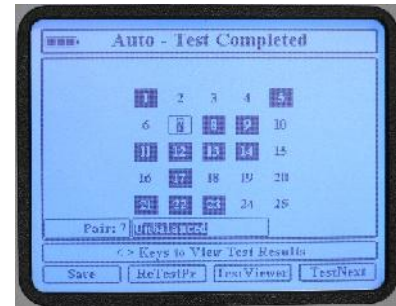 Auto - Test Completed
1 2 3 4 5
6 8 9 10
11 12 13 14 15
16 17 18 19 20
21 22 23 24 25
Pair: 7 unbalanced
<> Keys to View Test Results
Save ReTestPr TestViewer TestNext